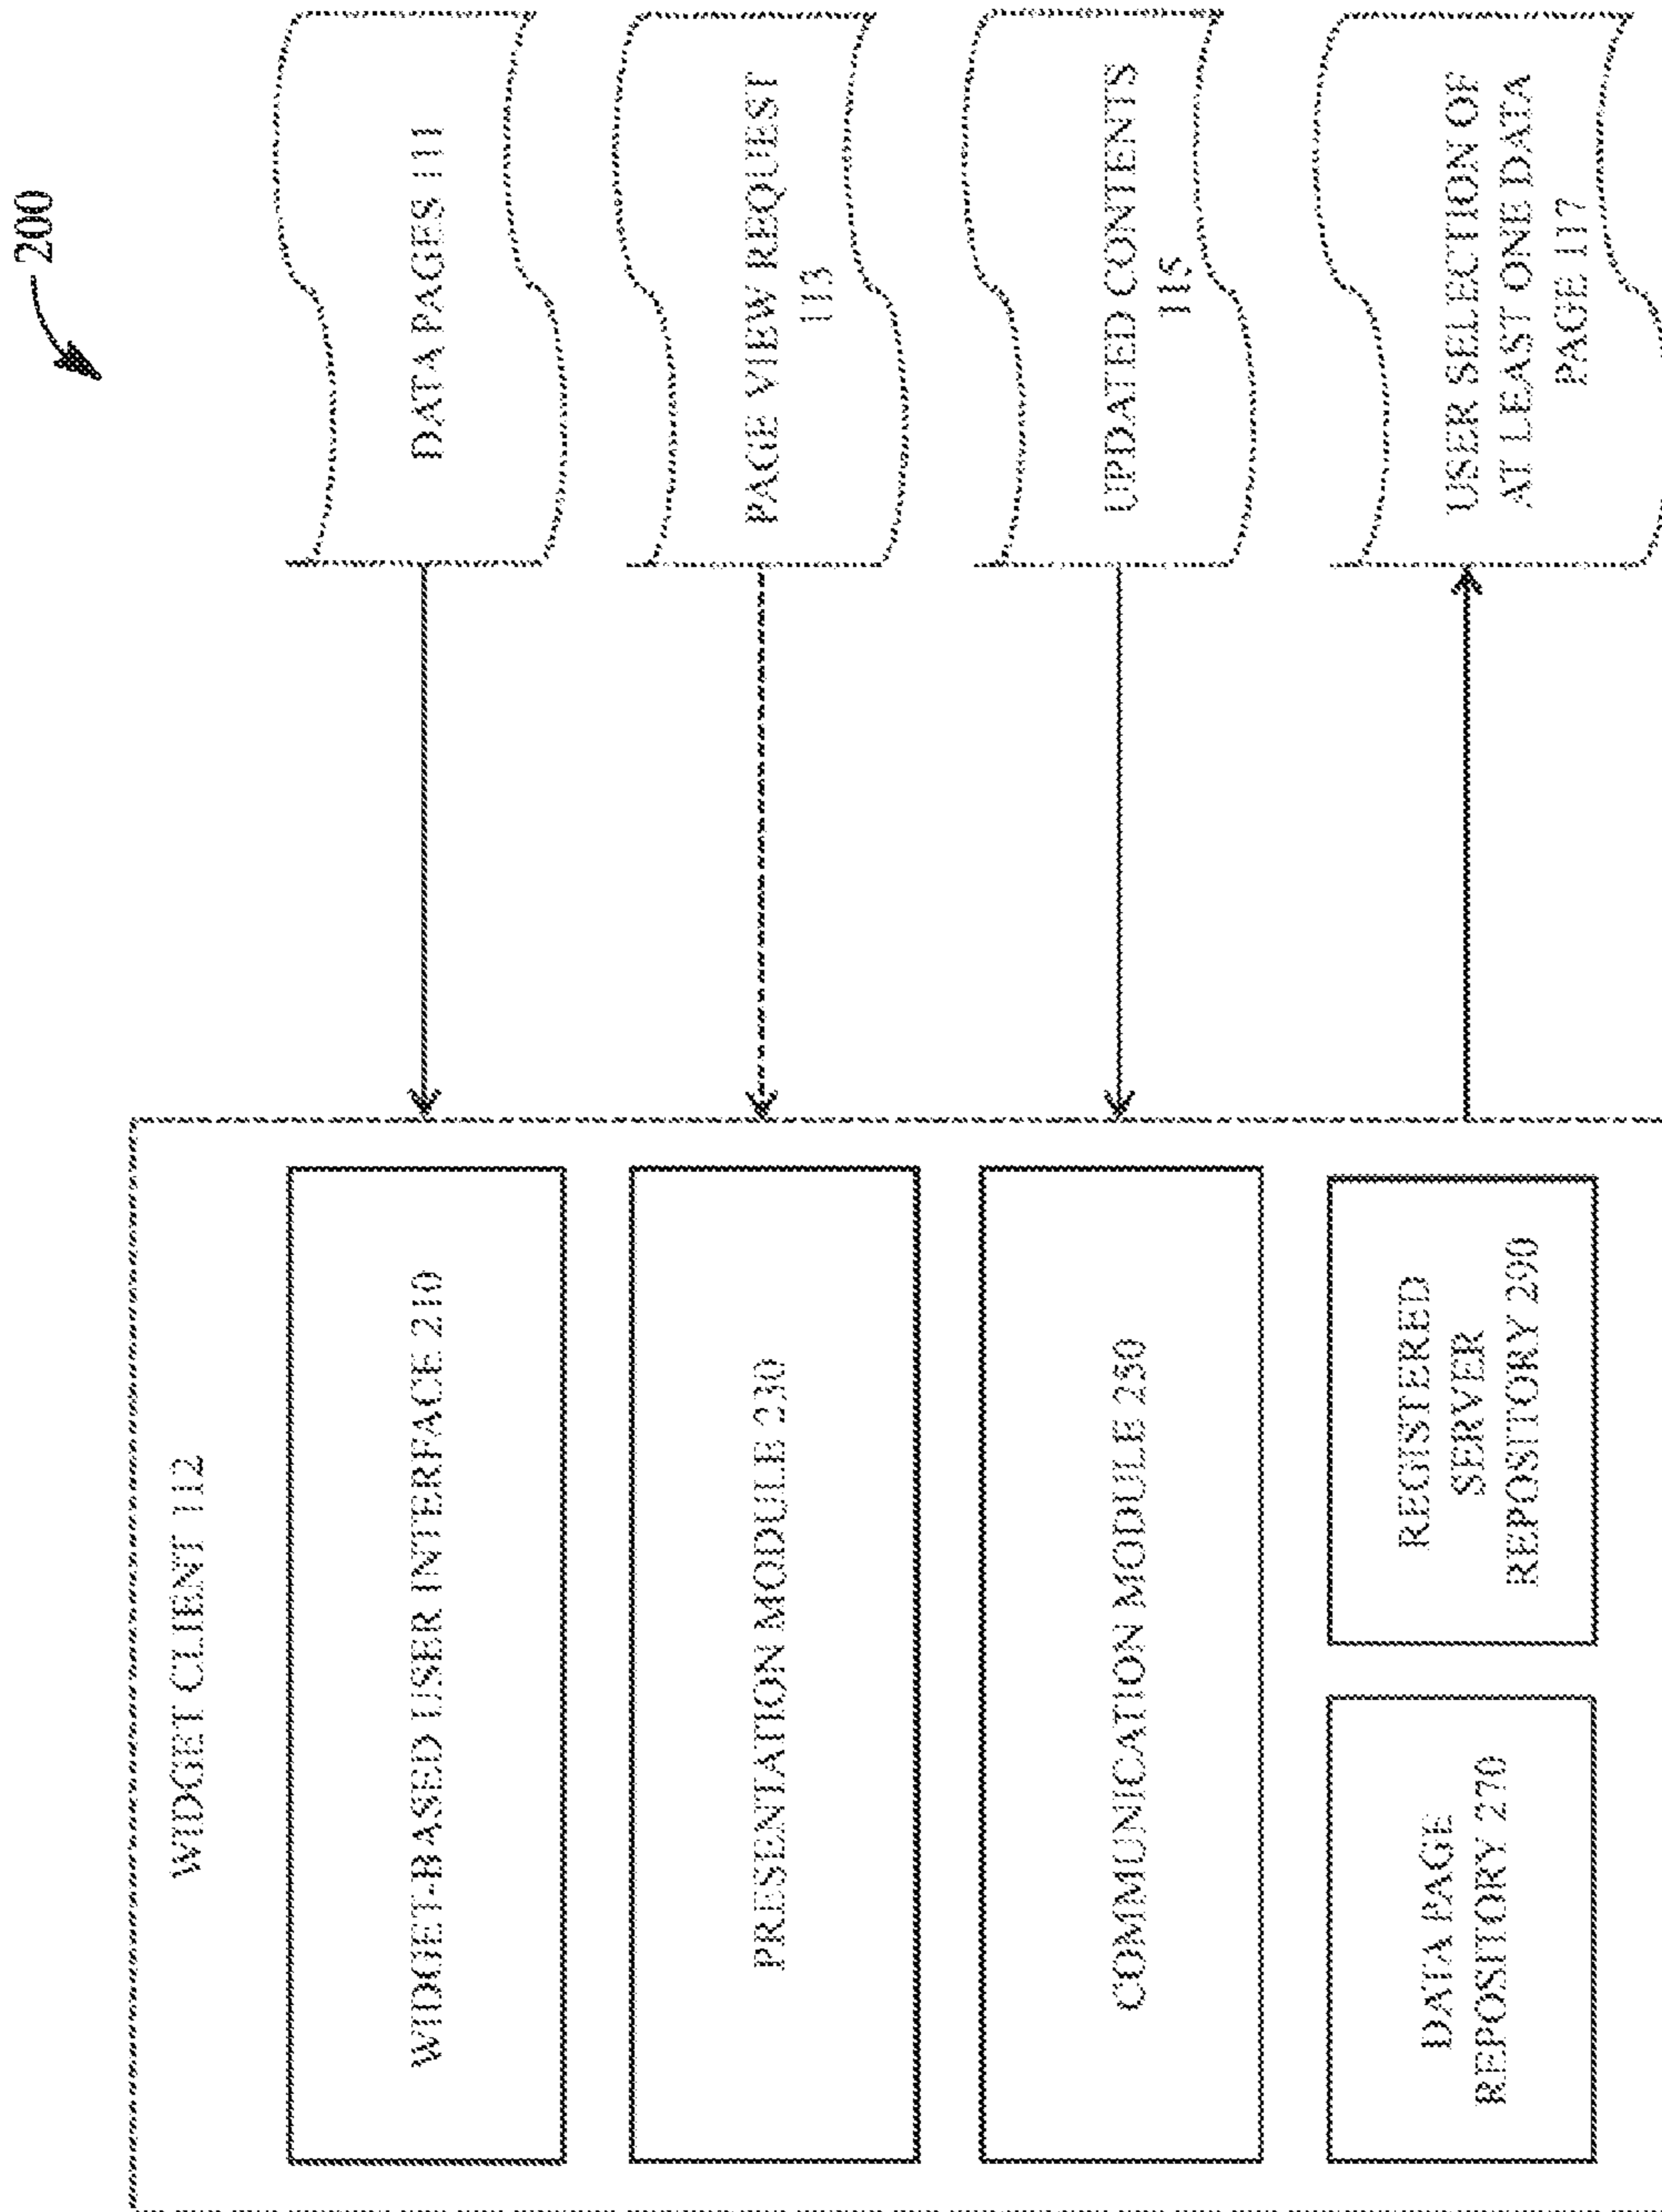 200
WIDGET CLIENT 112
WIDGET-BASED USER INTERFACE 210
PRESENTATION MODULE 230
COMMUNICATION MODULE 250
DATA PAGE
REPOSITORY 270
REGISTERED
SERVER
REPOSITORY 290
DATA PAGES 111
PAGE VIEW REQUEST
113
UPDATED CONTENTS
115
USER SELECTION OF
AT LEAST ONE DATA
PAGE 117